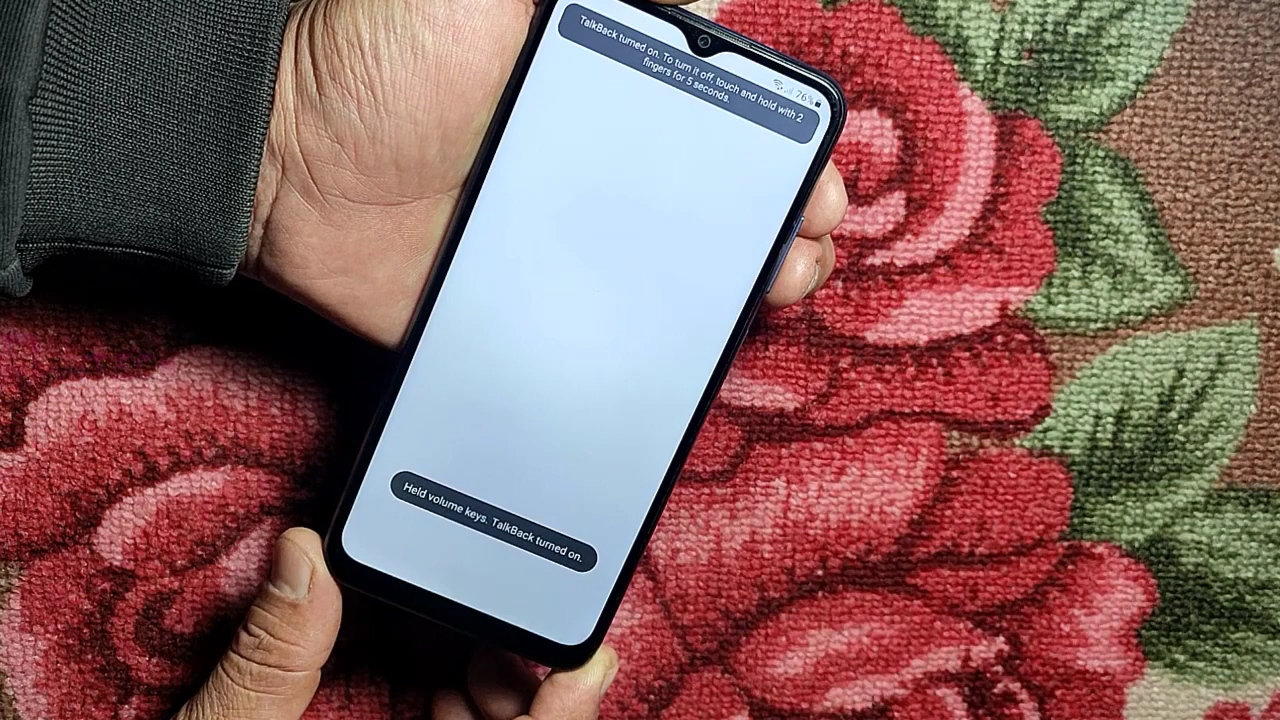 TalkBack turned on. To turn it off, touch and hold with 2
fingers for 5 seconds.
76%
Held volume keys. TalkBack turned on.